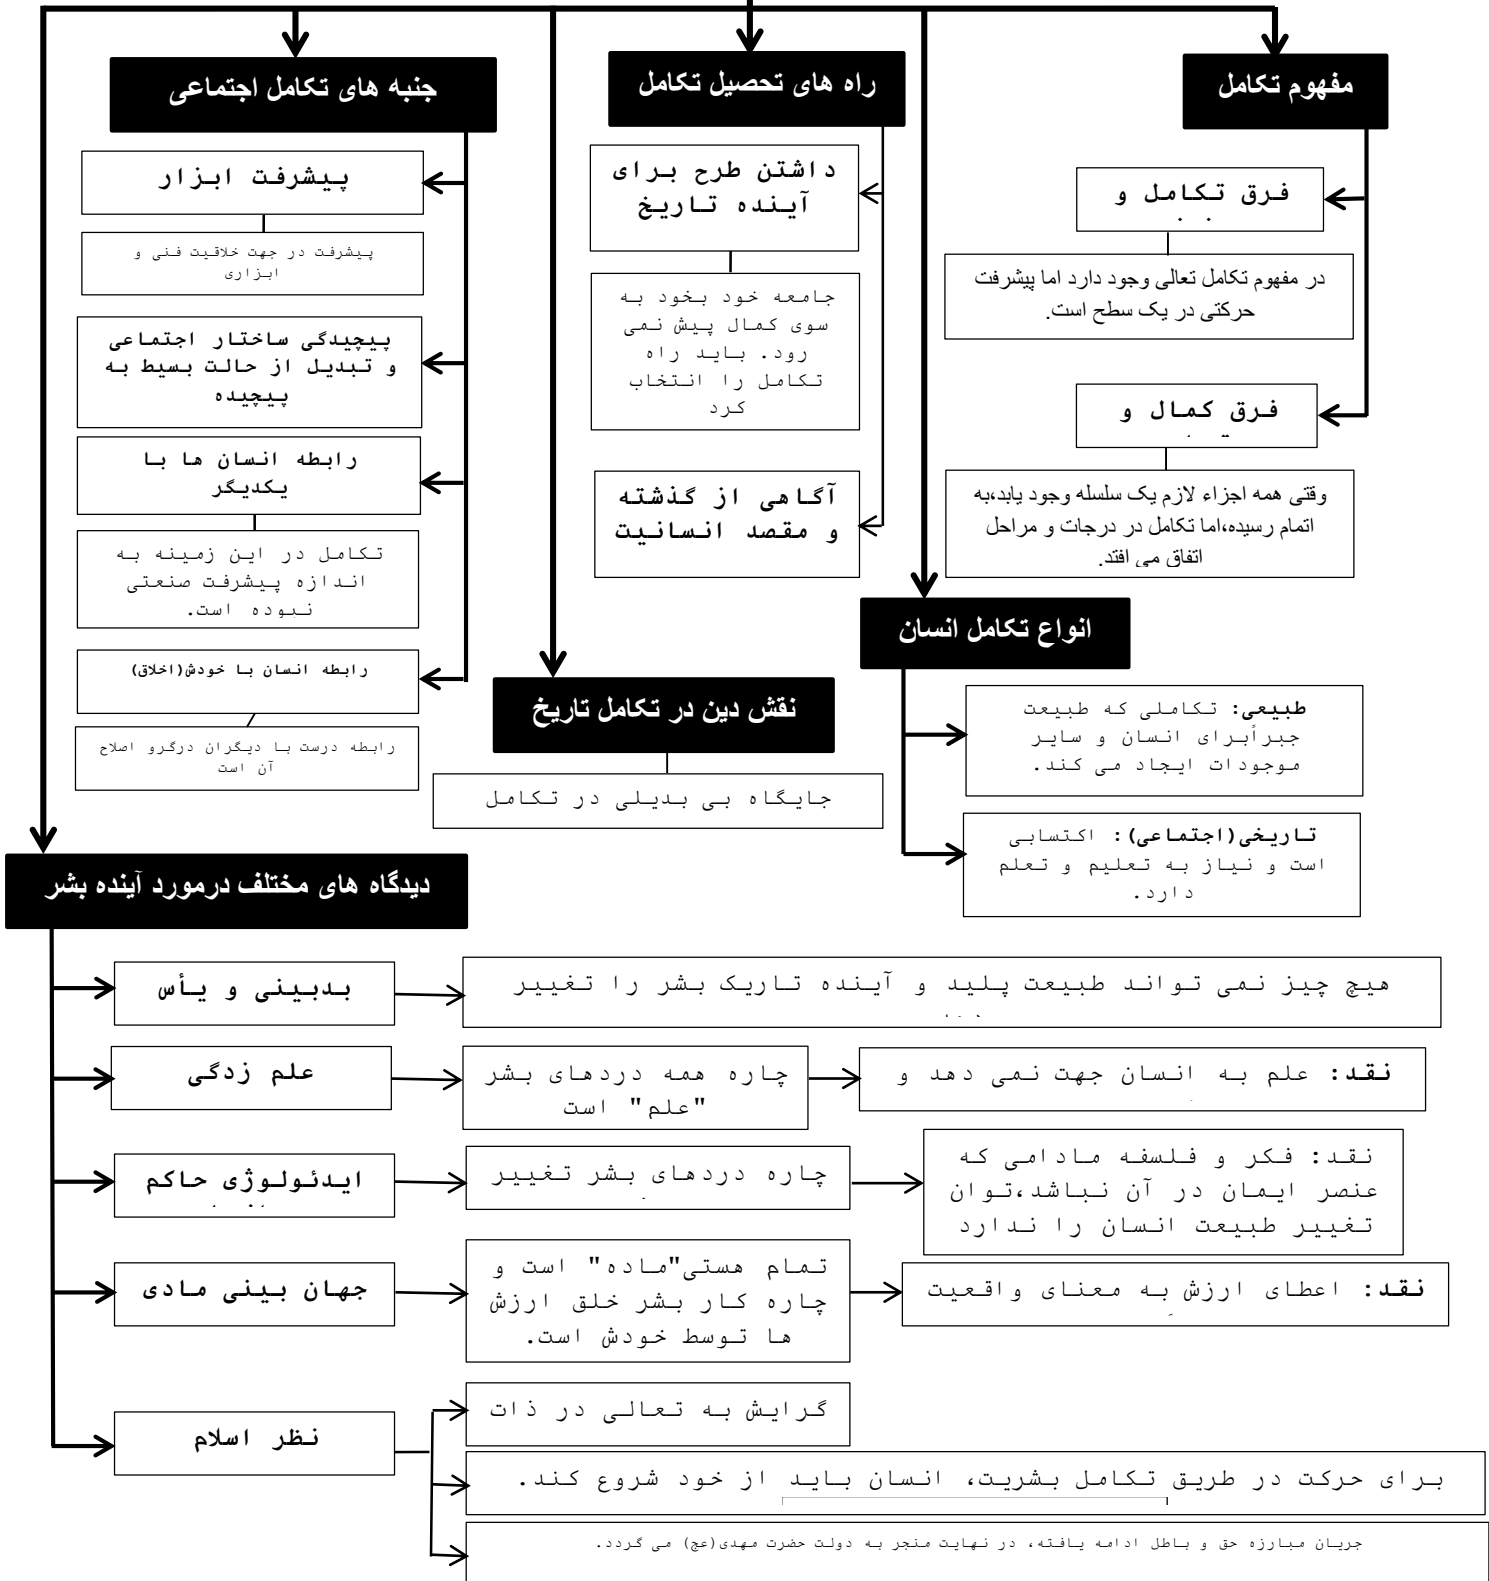 مفهوم تکامل
فرق تکامل و
در مفهوم تکامل تعالی وجود دارد اما پیشرفت
حرکتی در یک سطح است.
فرق کمال و
وقتی همه اجزاء لازم یک سلسله وجود یابد،به
اتمام رسیده،اما تکامل در درجات و مراحل
اتفاق می افتد.
انواع تکامل انسان
طبیعی: تکاملی که طبیعت
جبراًبرای انسان و سایر
موجودات ایجاد می کند.
تاریخی(اجتماعی): اکتسابی
است و نیاز به تعلیم و تعلم
دارد.
راه های تحصیل تکامل
داشتن طرح برای
آینده تاریخ
جامعه خود بخود به
سوی کمال پیش نمی
رود. باید راه
تکامل را انتخاب
کرد
آگاهی از گذشته
و مقصد انسانیت
نقش دین در تکامل تاریخ
جایگاه بی بدیلی در تکامل
جنبه های تکامل اجتماعی
پیشرفت ابزار
پیشرفت در جهت خلاقیت فنی و
ابزاری
پیچیدگی ساختار اجتماعی
و تبدیل از حالت بسیط به
پیچیده
رابطه انسان ها با
یکدیگر
تکامل در این زمینه به
اندازه پیشرفت صنعتی
نبوده است.
رابطه انسان با خودش(اخلاق)
رابطه درست با دیگران درگرو اصلاح
آن است
دیدگاه های مختلف درمورد آینده بشر
بدبینی و یأس
هیچ چیز نمی تواند طبیعت پلید و آینده تاریک بشر را تغییر
علم زدگی
چاره همه دردهای بشر
"علم" است
نقد: علم به انسان جهت نمی دهد و
ایدئولوژی حاکم
چاره دردهای بشر تغییر
نقد: فکر و فلسفه مادامی که
عنصر ایمان در آن نباشد،توان
تغییر طبیعت انسان را ندارد
جهان بینی مادی
تمام هستی"ماده" است و
چاره کار بشر خلق ارزش
ها توسط خودش است.
نقد: اعطای ارزش به معنای واقعیت
نظر اسلام
گرایش به تعالی در ذات
برای حرکت در طریق تکامل بشریت، انسان باید از خود شروع کند.
جریان مبارزه حق و باطل ادامه یافته، در نهایت منجر به دولت حضرت مهدی(عج) می گردد.